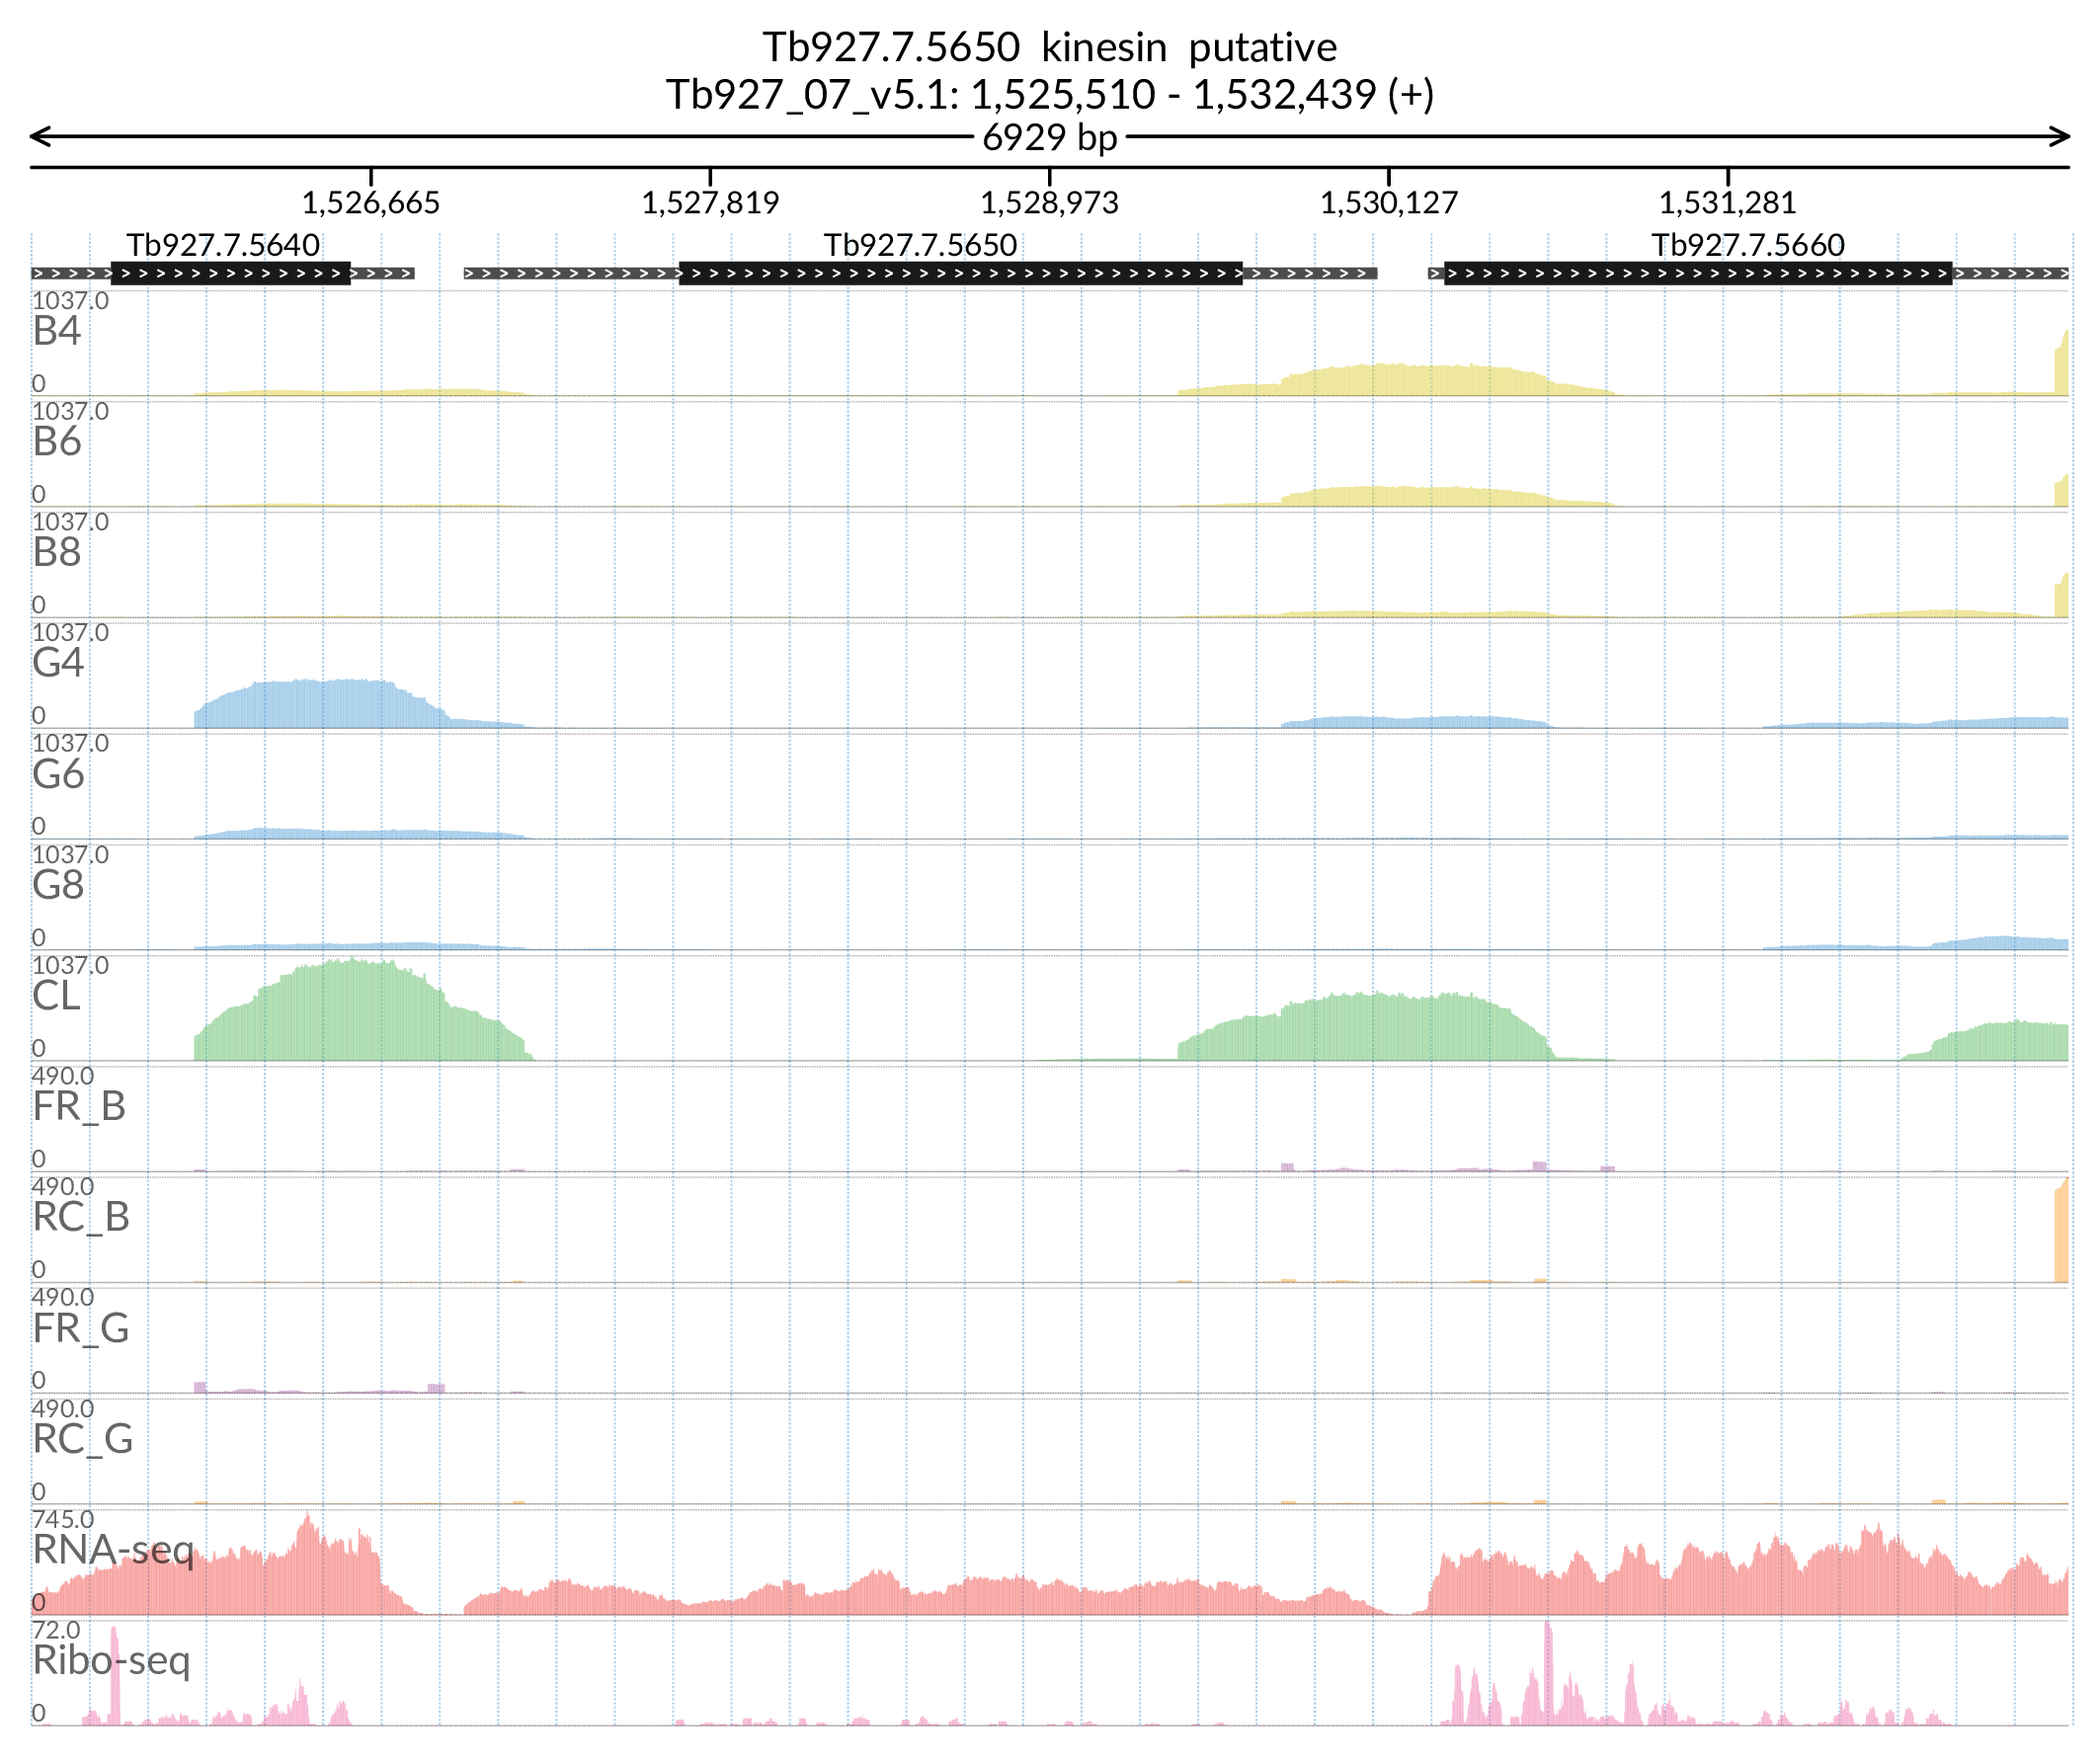 Tb927.7.5650 kinesin putative
Tb927_07_v5.1: 1,525,510 - 1,532,439 (+)
6929 bp
1,526,665 1,527,819 1,528,973 1,530,127 1,531,281
Tb927.7.5640 Tb927.7.5650 Tb927.7.5660
1037.0
B4
0
1037.0
B6
0
1037.0
B8
0
1037.0
G4
0
1037.0
G6
0
1037.0
G8
0
1037.0
CL
0
490.0
FR_B
0
490.0
RC_B
0
490.0
FR_G
0
490.0
RC_G
0
745.0
RNA-seq
0
72.0
Ribo-seq
0